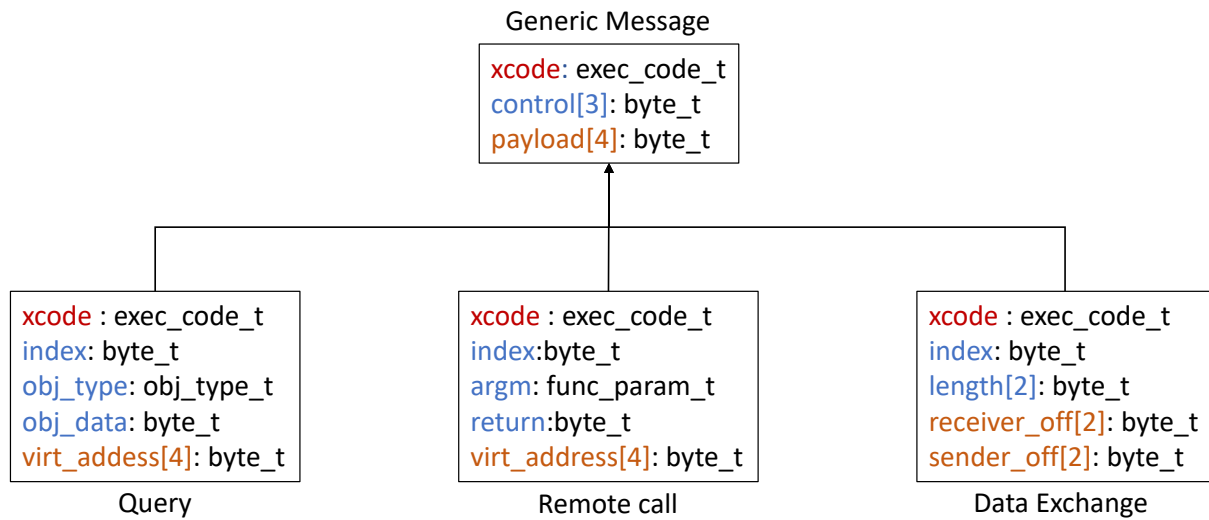 Generic Message
xcode: exec_code_t
control[3]: byte_t
payload[4]: byte_t
xcode : exec_code_t
index: byte_t
obj_type: obj_type_t
obj_data: byte_t
virt_addess[4]: byte_t
Query
xcode : exec_code_t
index:byte_t
argm: func_param_t
return:byte_t
virt_address[4]: byte_t
Remote call
xcode : exec_code_t
index: byte_t
length[2]: byte_t
receiver_off[2]: byte_t
sender_off[2]: byte_t
Data Exchange